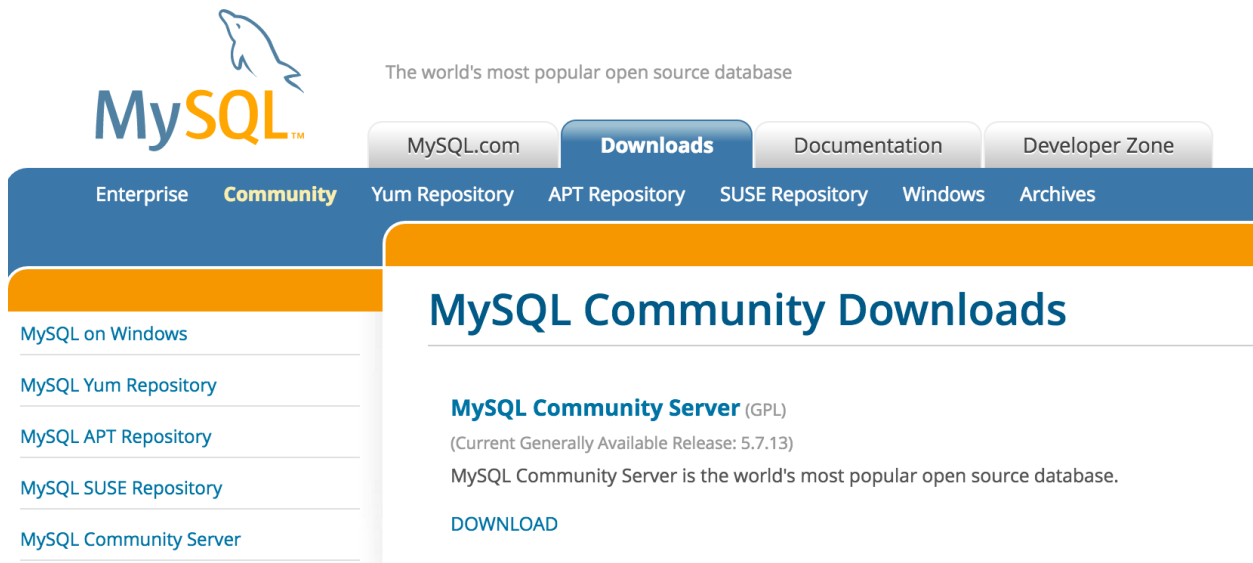 The world's most popular open source database
MySQL™
MySQL.com Downloads Documentation Developer Zone
Enterprise Community Yum Repository APT Repository SUSE Repository Windows Archives
MySQL on Windows
MySQL Yum Repository
MySQL APT Repository
MySQL SUSE Repository
MySQL Community Server
MySQL Community Downloads
MySQL Community Server (GPL)
(Current Generally Available Release: 5.7.13)
MySQL Community Server is the world's most popular open source database.
DOWNLOAD